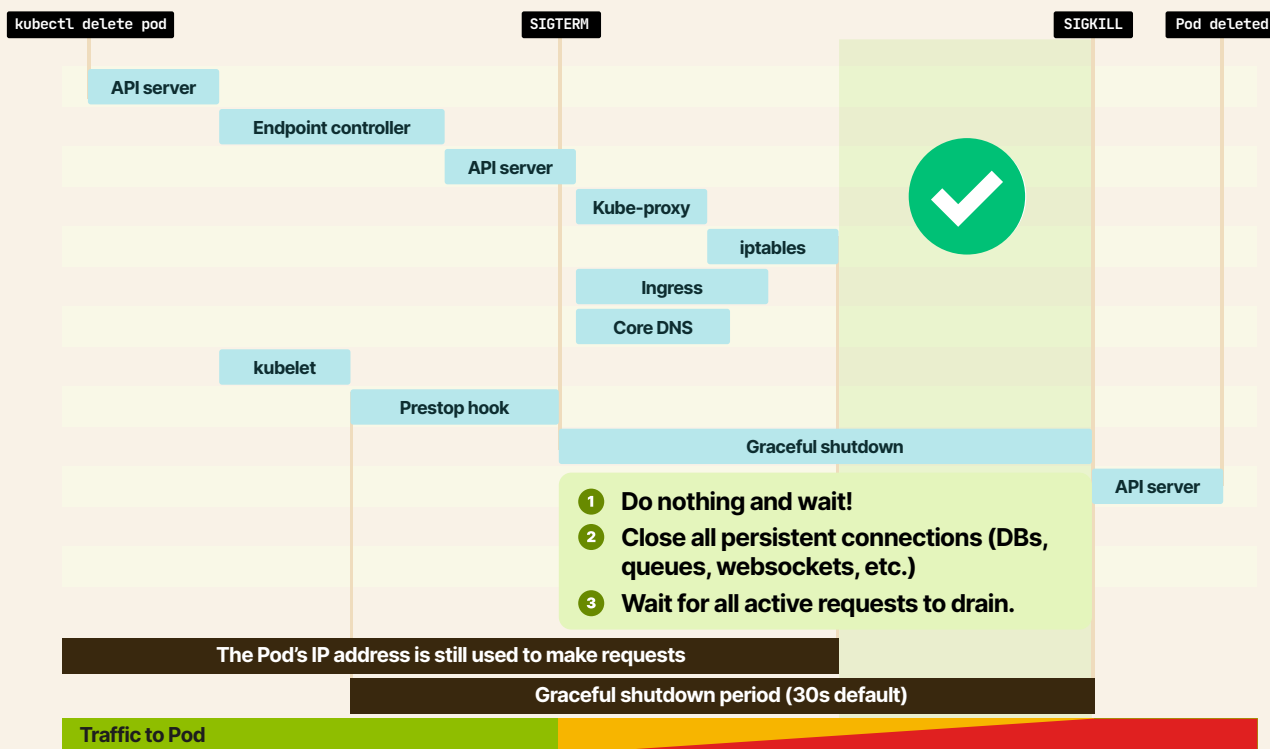 kubectl delete pod
SIGTERM
SIGKILL
Pod deleted
API server
Endpoint controller
API server
Kube-proxy
iptables
Ingress
Core DNS
kubelet
Prestop hook
Graceful shutdown
API server
1 Do nothing and wait!
2 Close all persistent connections (DBs,
queues, websockets, etc.)
3 Wait for all active requests to drain.
The Pod's IP address is still used to make requests
Graceful shutdown period (30s default)
Traffic to Pod